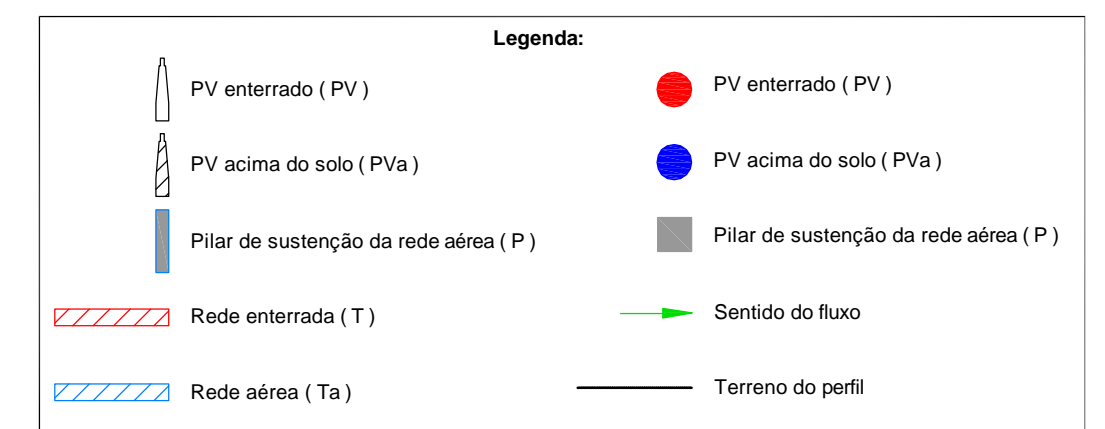 Legenda:
PV enterrado ( PV )
PV enterrado ( PV )
PV acima do solo ( PVa )
PV acima do solo ( PVa )
Pilar de sustenção da rede aérea ( P )
Pilar de sustenção da rede aérea ( P )
Rede enterrada ( T )
Sentido do fluxo
Rede aérea ( Ta )
Terreno do perfil